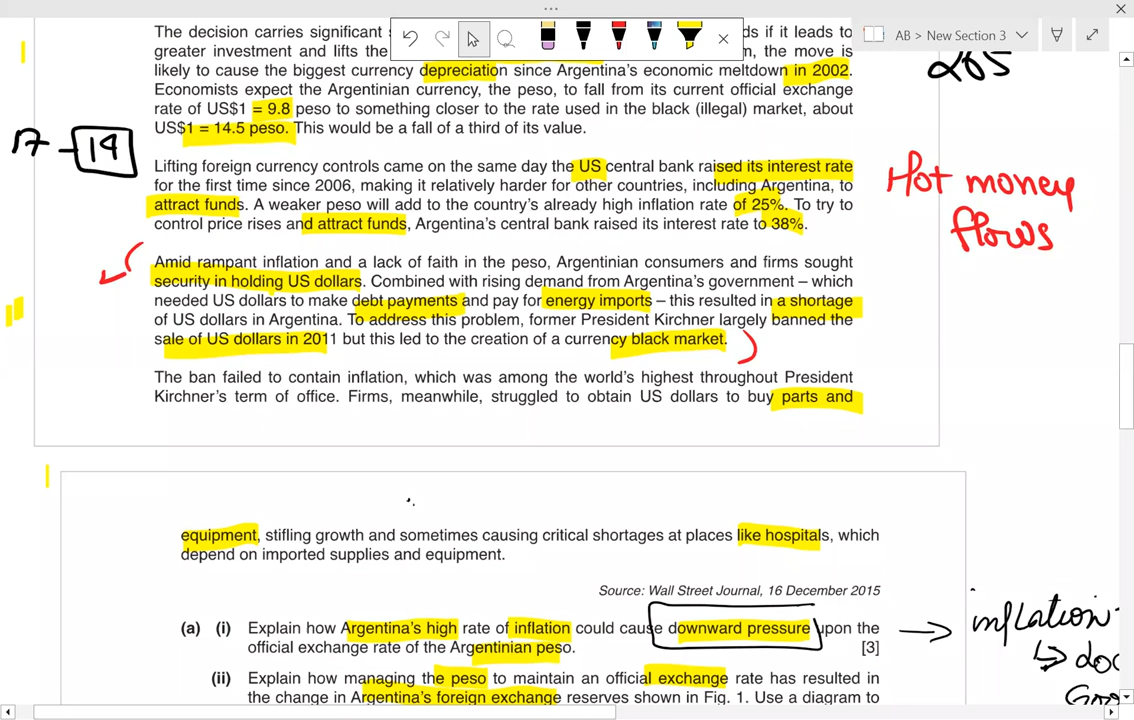 The decision carries significant
ds if it leads to
greater investment and lifts the
n, the move is
likely to cause the biggest currency depreciation since Argentina's economic meltdown in 2002.
Economists expect the Argentinian currency, the peso, to fall from its current official exchange
rate of US$1 = 9.8 peso to something closer to the rate used in the black (illegal) market, about
US$1 = 14.5 peso. This would be a fall of a third of its value.
AB > New Section 3
265
17 - 19
Lifting foreign currency controls came on the same day the US central bank raised its interest rate
for the first time since 2006, making it relatively harder for other countries, including Argentina, to
attract funds. A weaker peso will add to the country's already high inflation rate of 25%. To try to
control price rises and attract funds, Argentina's central bank raised its interest rate to 38%.
Hot money
flows
Amid rampant inflation and a lack of faith in the peso, Argentinian consumers and firms sought
security in holding US dollars. Combined with rising demand from Argentina's government – which
needed US dollars to make debt payments and pay for energy imports – this resulted in a shortage
of US dollars in Argentina. To address this problem, former President Kirchner largely banned the
sale of US dollars in 2011 but this led to the creation of a currency black market.
The ban failed to contain inflation, which was among the world's highest throughout President
Kirchner's term of office. Firms, meanwhile, struggled to obtain US dollars to buy parts and
equipment, stifling growth and sometimes causing critical shortages at places like hospitals, which
depend on imported supplies and equipment.
Source: Wall Street Journal, 16 December 2015
(a) (i) Explain how Argentina's high rate of inflation could cause downward pressure upon the
official exchange rate of the Argentinian peso. [3]
inflation
(ii) Explain how managing the peso to maintain an official exchange rate has resulted in
the change in Argentina's foreign exchange reserves shown in Fig. 1. Use a diagram to